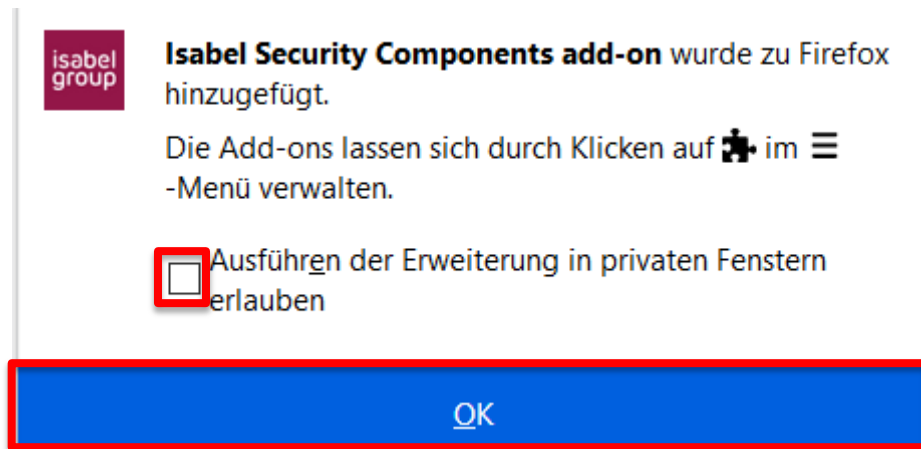 isabel
group
Isabel Security Components add-on wurde zu Firefox
hinzugefügt.
Die Add-ons lassen sich durch Klicken auf im
-Menü verwalten.
Ausführen der Erweiterung in privaten Fenstern
erlauben
OK